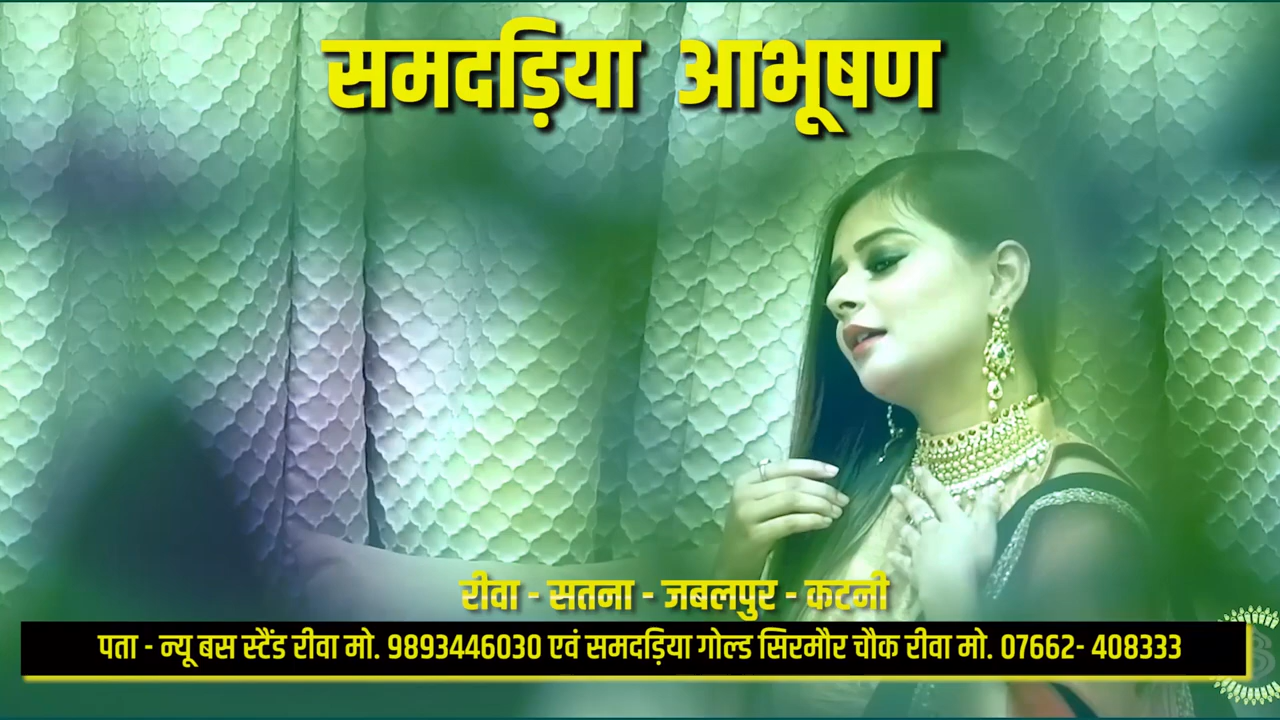 समदड़िया आभूषण
रीवा - सतना - जबलपुर - कटनी
पता - न्यू बस स्टैंड रीवा मो. 9893446030 एवं समदड़िया गोल्ड सिरमौर चौक रीवा मो. 07662- 408333